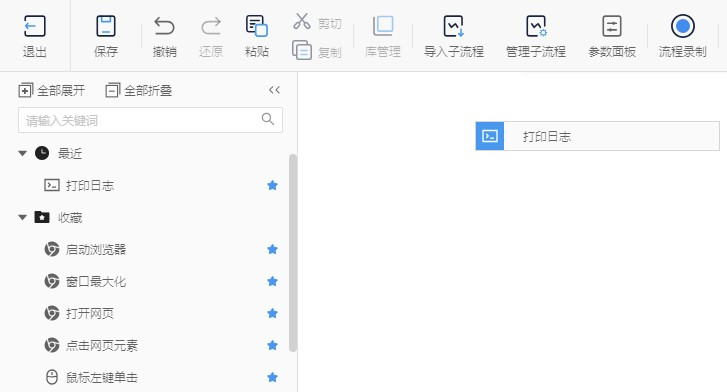 退出 保存 撤销 还原 粘贴 剪切 复制 库管理 导入子流程 管理子流程 参数面板 流程录制
全部展开 全部折叠
请输入关键词
打印日志
最近
打印日志
收藏
启动浏览器
窗口最大化
打开网页
点击网页元素
鼠标左键单击